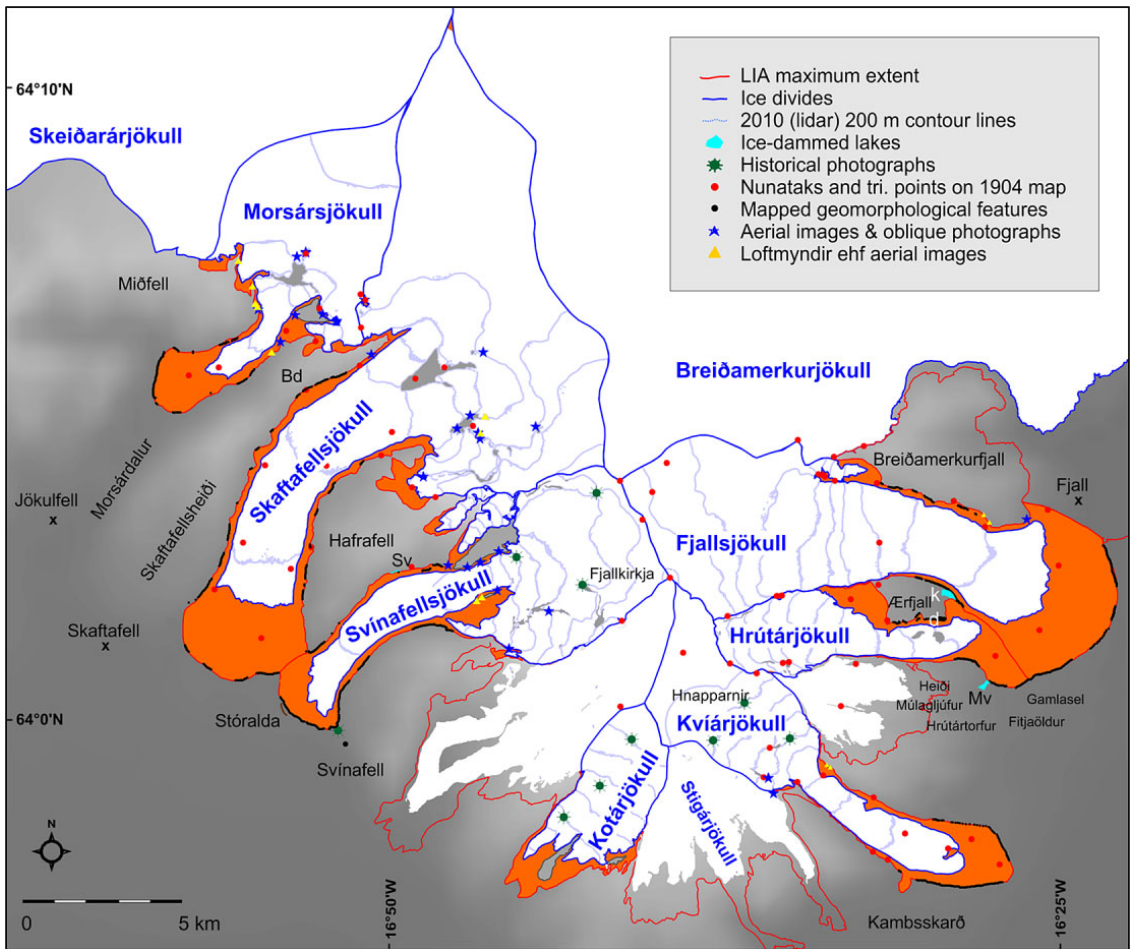 64°10'N
LIA maximum extent
Ice divides
2010 (lidar) 200 m contour lines
Ice-dammed lakes
Historical photographs
Nunataks and tri. points on 1904 map
Mapped geomorphological features
Aerial images & oblique photographs
Loftmyndir ehf aerial images
Skeiðarárjökull
Morsársjökull
Miðfell
Breiðamerkurjökull
Bd
Skaftafellsjökull
Morsárdalur
Skaftafellsheiði
Breiðamerkurfjall
Fjall
x
Jökulfell
x
Hafrafell
Sv
Fjallsjökull
Fjallkirkja
Svínafellsjökull
Ærfjall
k
d
Skaftafell
x
Hrútárjökull
Hnapparnir
Heiði
Mv
Gamlasel
Múlagljúfur
64°0'N
Stóralda
Kvíárjökull
Hrútártorfur
Fitjaöldur
Svínafell
Kotárjökull
Stigárjökull
N
0
5 km
16°50'W
16°25'W
Kambsskarð